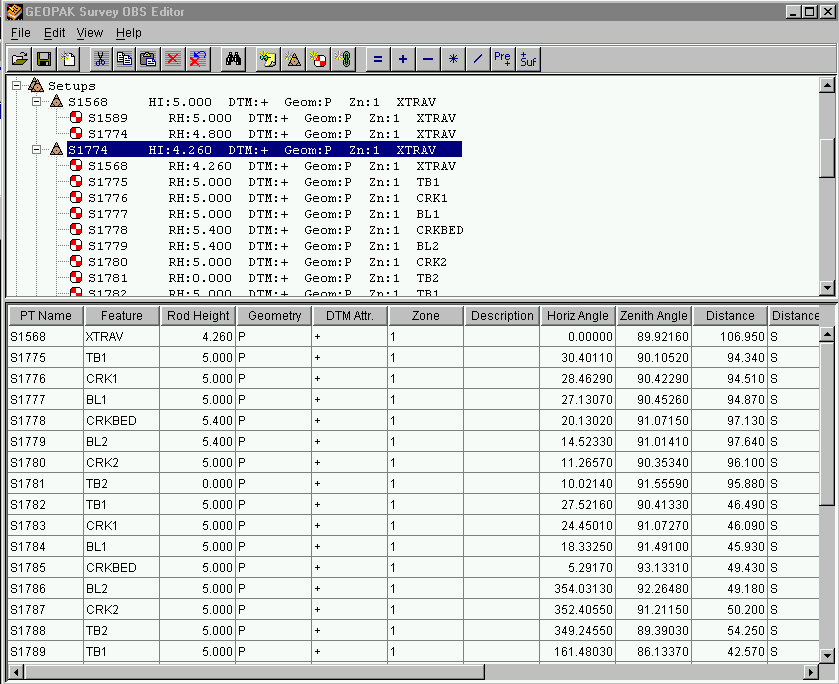 GEOPAK Survey OBS Editor
File Edit View Help
= + − * / Pre + ± Suf
Setups
S1568 HI:5.000 DTM:+ Geom:P Zn:1 XTRAV
S1589 RH:5.000 DTM:+ Geom:P Zn:1 XTRAV
S1774 RH:4.800 DTM:+ Geom:P Zn:1 XTRAV
S1774 HI:4.260 DTM:+ Geom:P Zn:1 XTRAV
S1568 RH:4.260 DTM:+ Geom:P Zn:1 XTRAV
S1775 RH:5.000 DTM:+ Geom:P Zn:1 TB1
S1776 RH:5.000 DTM:+ Geom:P Zn:1 CRK1
S1777 RH:5.000 DTM:+ Geom:P Zn:1 BL1
S1778 RH:5.400 DTM:+ Geom:P Zn:1 CRKBED
S1779 RH:5.400 DTM:+ Geom:P Zn:1 BL2
S1780 RH:5.000 DTM:+ Geom:P Zn:1 CRK2
S1781 RH:0.000 DTM:+ Geom:P Zn:1 TB2
S1782 RH:5.000 DTM:+ Geom:P Zn:1 TB1
PT Name Feature Rod Height Geometry DTM Attr. Zone Description Horiz Angle Zenith Angle Distance Distance
S1568 XTRAV 4.260 P + 1 0.00000 89.92160 106.950 S
S1775 TB1 5.000 P + 1 30.40110 90.10520 94.340 S
S1776 CRK1 5.000 P + 1 28.46290 90.42290 94.510 S
S1777 BL1 5.000 P + 1 27.13070 90.45260 94.870 S
S1778 CRKBED 5.400 P + 1 20.13020 91.07150 97.130 S
S1779 BL2 5.400 P + 1 14.52330 91.01410 97.640 S
S1780 CRK2 5.000 P + 1 11.26570 90.35340 96.100 S
S1781 TB2 0.000 P + 1 10.02140 91.55590 95.880 S
S1782 TB1 5.000 P + 1 27.52160 90.41330 46.490 S
S1783 CRK1 5.000 P + 1 24.45010 91.07270 46.090 S
S1784 BL1 5.000 P + 1 18.33250 91.49100 45.930 S
S1785 CRKBED 5.000 P + 1 5.29170 93.13310 49.430 S
S1786 BL2 5.000 P + 1 354.03130 92.26480 49.180 S
S1787 CRK2 5.000 P + 1 352.40550 91.21150 50.200 S
S1788 TB2 5.000 P + 1 349.24550 89.39030 54.250 S
S1789 TB1 5.000 P + 1 161.48030 86.13370 42.570 S